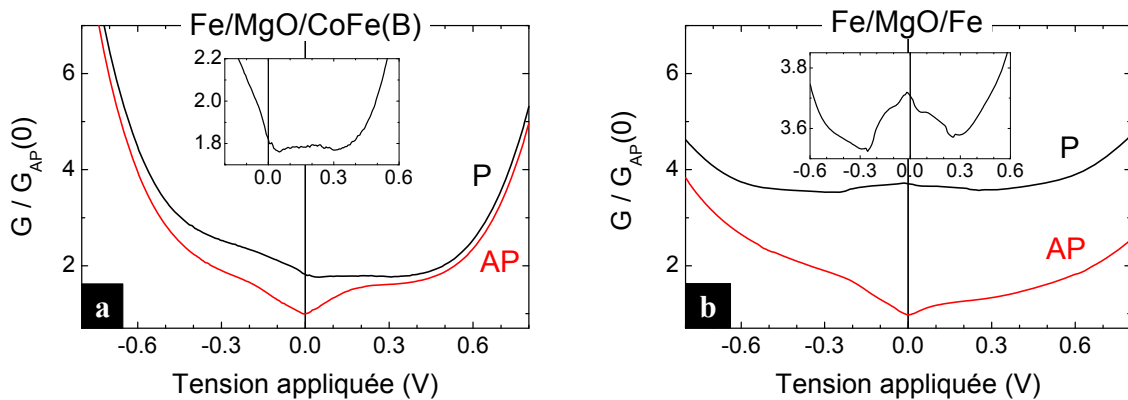 Fe/MgO/CoFe(B)
G / G_AP(0)
6
4
2
2.2
2.0
1.8
0.0 0.3 0.6
P
AP
a
-0.6 -0.3 0.0 0.3 0.6
Tension appliquée (V)
Fe/MgO/Fe
G / G_AP(0)
6
4
2
3.8
3.6
-0.6 -0.3 0.0 0.3 0.6
P
AP
b
-0.6 -0.3 0.0 0.3 0.6
Tension appliquée (V)